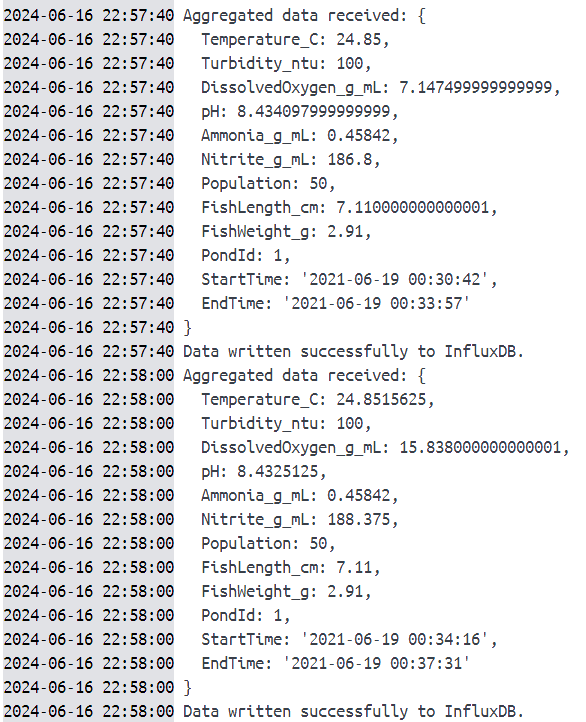 2024-06-16 22:57:40 Aggregated data received: {
2024-06-16 22:57:40   Temperature_C: 24.85,
2024-06-16 22:57:40   Turbidity_ntu: 100,
2024-06-16 22:57:40   DissolvedOxygen_g_mL: 7.147499999999999,
2024-06-16 22:57:40   pH: 8.434097999999999,
2024-06-16 22:57:40   Ammonia_g_mL: 0.45842,
2024-06-16 22:57:40   Nitrite_g_mL: 186.8,
2024-06-16 22:57:40   Population: 50,
2024-06-16 22:57:40   FishLength_cm: 7.110000000000001,
2024-06-16 22:57:40   FishWeight_g: 2.91,
2024-06-16 22:57:40   PondId: 1,
2024-06-16 22:57:40   StartTime: '2021-06-19 00:30:42',
2024-06-16 22:57:40   EndTime: '2021-06-19 00:33:57'
2024-06-16 22:57:40 }
2024-06-16 22:57:40 Data written successfully to InfluxDB.
2024-06-16 22:58:00 Aggregated data received: {
2024-06-16 22:58:00   Temperature_C: 24.8515625,
2024-06-16 22:58:00   Turbidity_ntu: 100,
2024-06-16 22:58:00   DissolvedOxygen_g_mL: 15.838000000000001,
2024-06-16 22:58:00   pH: 8.4325125,
2024-06-16 22:58:00   Ammonia_g_mL: 0.45842,
2024-06-16 22:58:00   Nitrite_g_mL: 188.375,
2024-06-16 22:58:00   Population: 50,
2024-06-16 22:58:00   FishLength_cm: 7.11,
2024-06-16 22:58:00   FishWeight_g: 2.91,
2024-06-16 22:58:00   PondId: 1,
2024-06-16 22:58:00   StartTime: '2021-06-19 00:34:16',
2024-06-16 22:58:00   EndTime: '2021-06-19 00:37:31'
2024-06-16 22:58:00 }
2024-06-16 22:58:00 Data written successfully to InfluxDB.